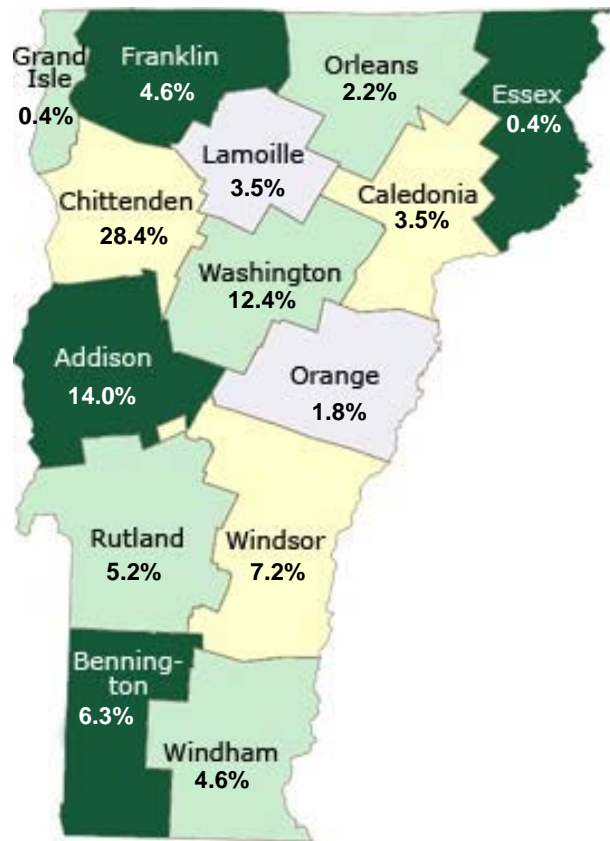 Grand
Isle
0.4%
Franklin
4.6%
Orleans
2.2%
Essex
0.4%
Lamoille
3.5%
Chittenden
28.4%
Caledonia
3.5%
Washington
12.4%
Addison
14.0%
Orange
1.8%
Rutland
5.2%
Windsor
7.2%
Benning-
ton
6.3%
Windham
4.6%